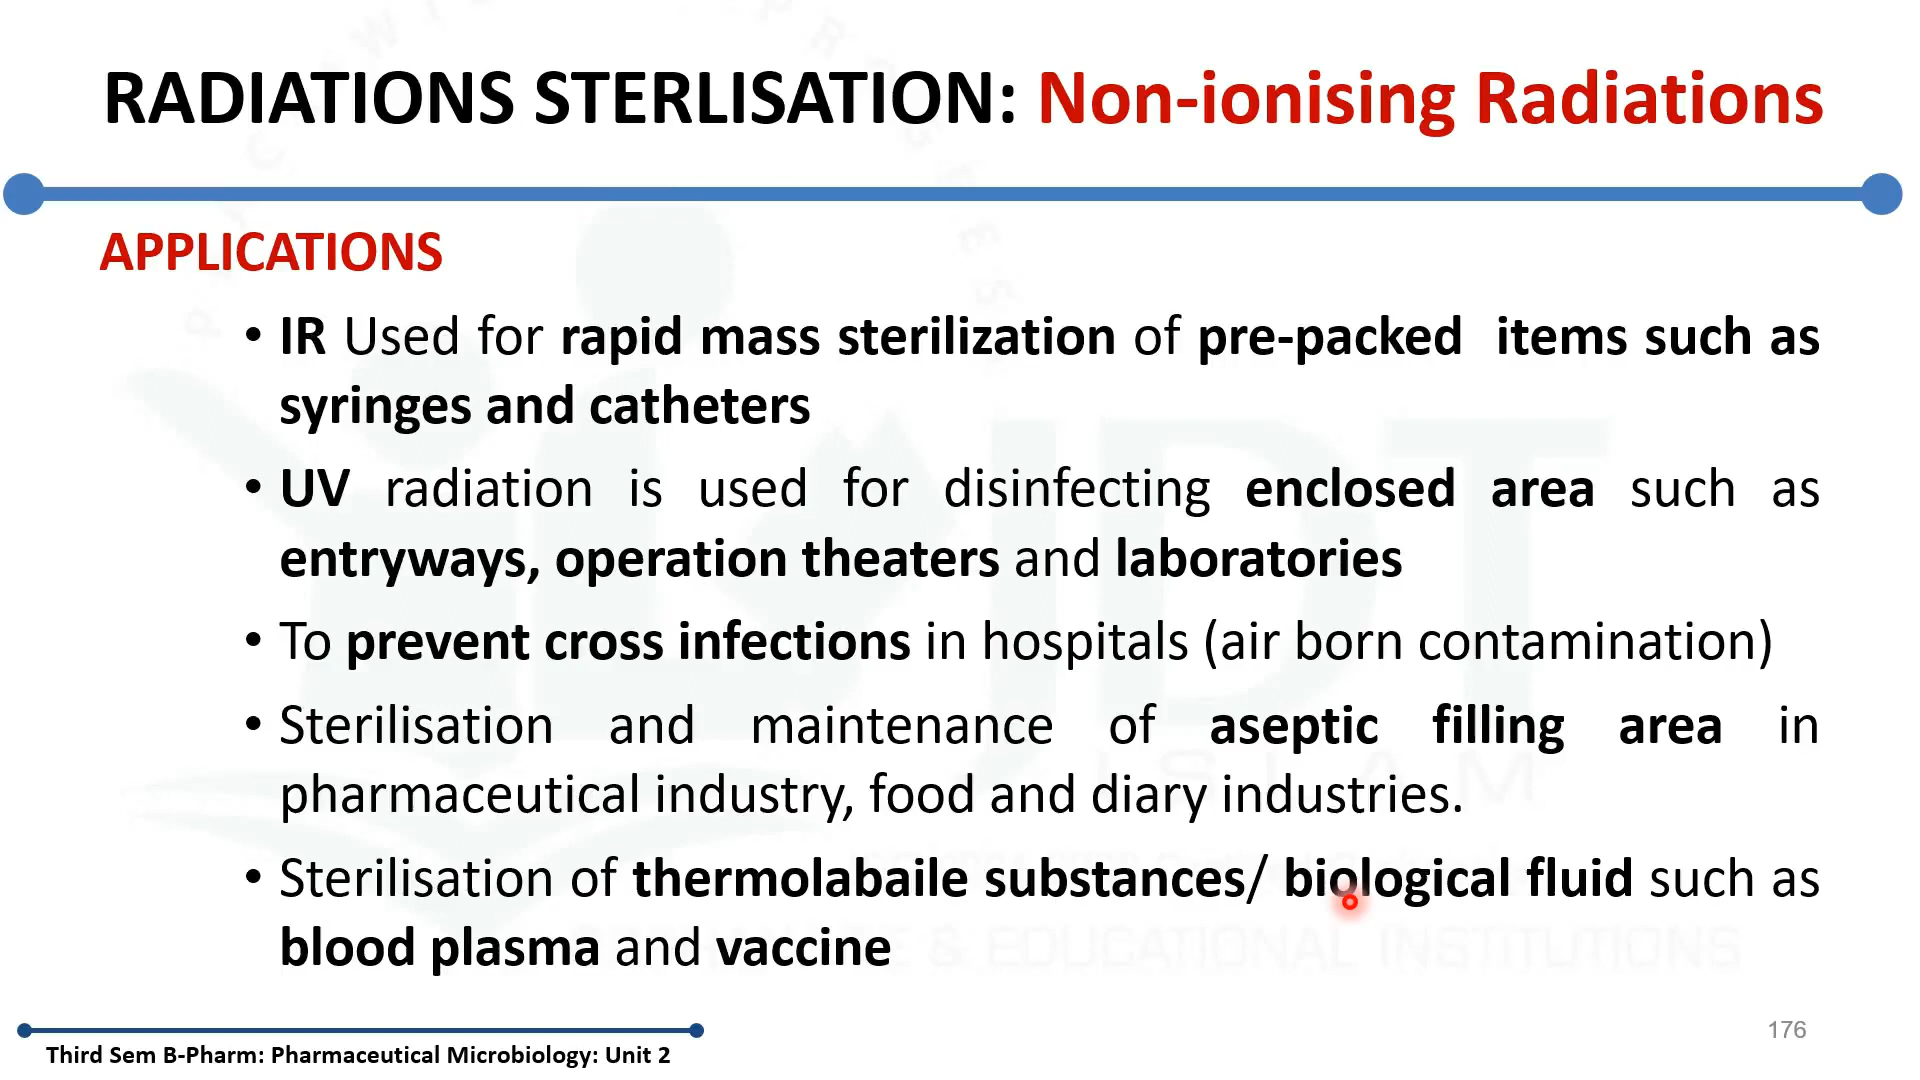 RADIATIONS STERLISATION: Non-ionising Radiations
APPLICATIONS
• IR Used for rapid mass sterilization of pre-packed items such as
syringes and catheters
• UV radiation is used for disinfecting enclosed area such as
entryways, operation theaters and laboratories
• To prevent cross infections in hospitals (air born contamination)
• Sterilisation and maintenance of aseptic filling area in
pharmaceutical industry, food and diary industries.
• Sterilisation of thermolabaile substances/ biological fluid such as
blood plasma and vaccine
JDT
ISLAM
& EDUCATIONAL INSTITUTIONS
Third Sem B-Pharm: Pharmaceutical Microbiology: Unit 2
176